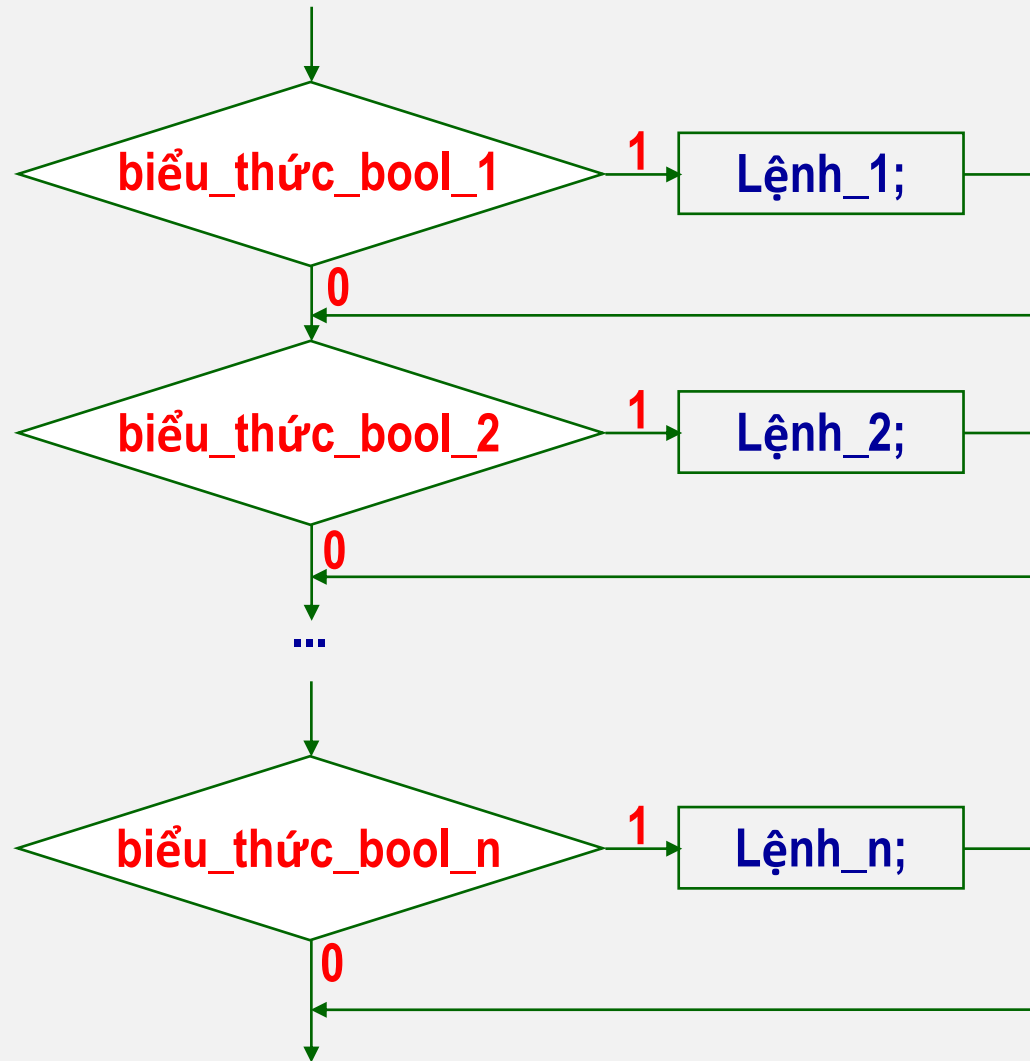 biểu_thức_bool_1
1
Lệnh_1;
0
biểu_thức_bool_2
1
Lệnh_2;
0
...
biểu_thức_bool_n
1
Lệnh_n;
0